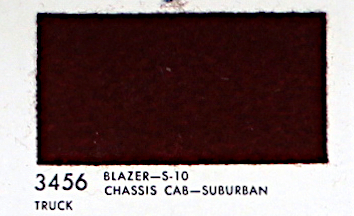 3456 BLAZER—S-10
CHASSIS CAB—SUBURBAN
TRUCK